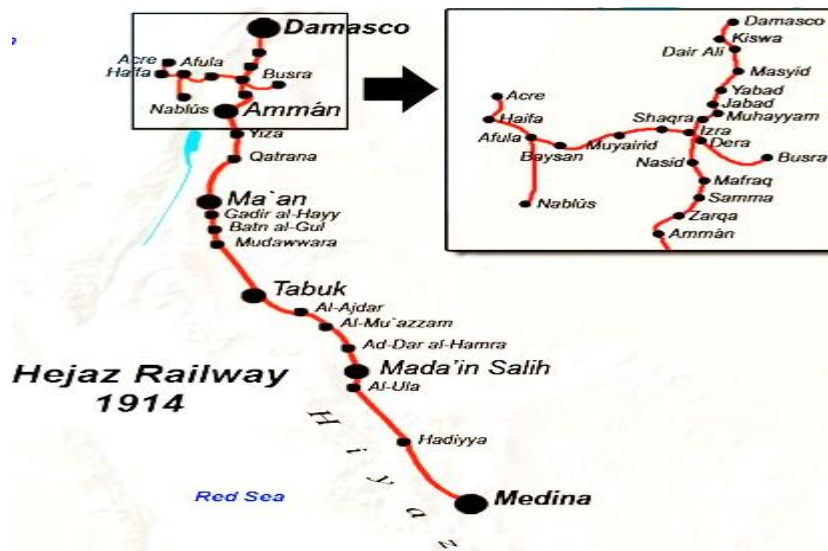 Damasco
Acre Afula
Haifa Busra
Nablús Ammán
Yiza
Qatrana
Ma`an
Gadir al-Hayy
Batn al-Gul
Mudawwara
Tabuk
Al-Ajdar
Al-Mu`azzam
Ad-Dar al-Hamra
Mada'in Salih
Al-Ula
Hadiyya
Medina
Hejaz Railway
1914
Hiyaz
Red Sea
Damasco
Kiswa
Dair Ali
Masyid
Yabad
Jabad
Muhayyam
Acre
Haifa
Shaqra
Izra
Afula
Dera
Baysan
Muyairid
Busra
Nasid
Mafraq
Samma
Nablús
Zarqa
Ammán